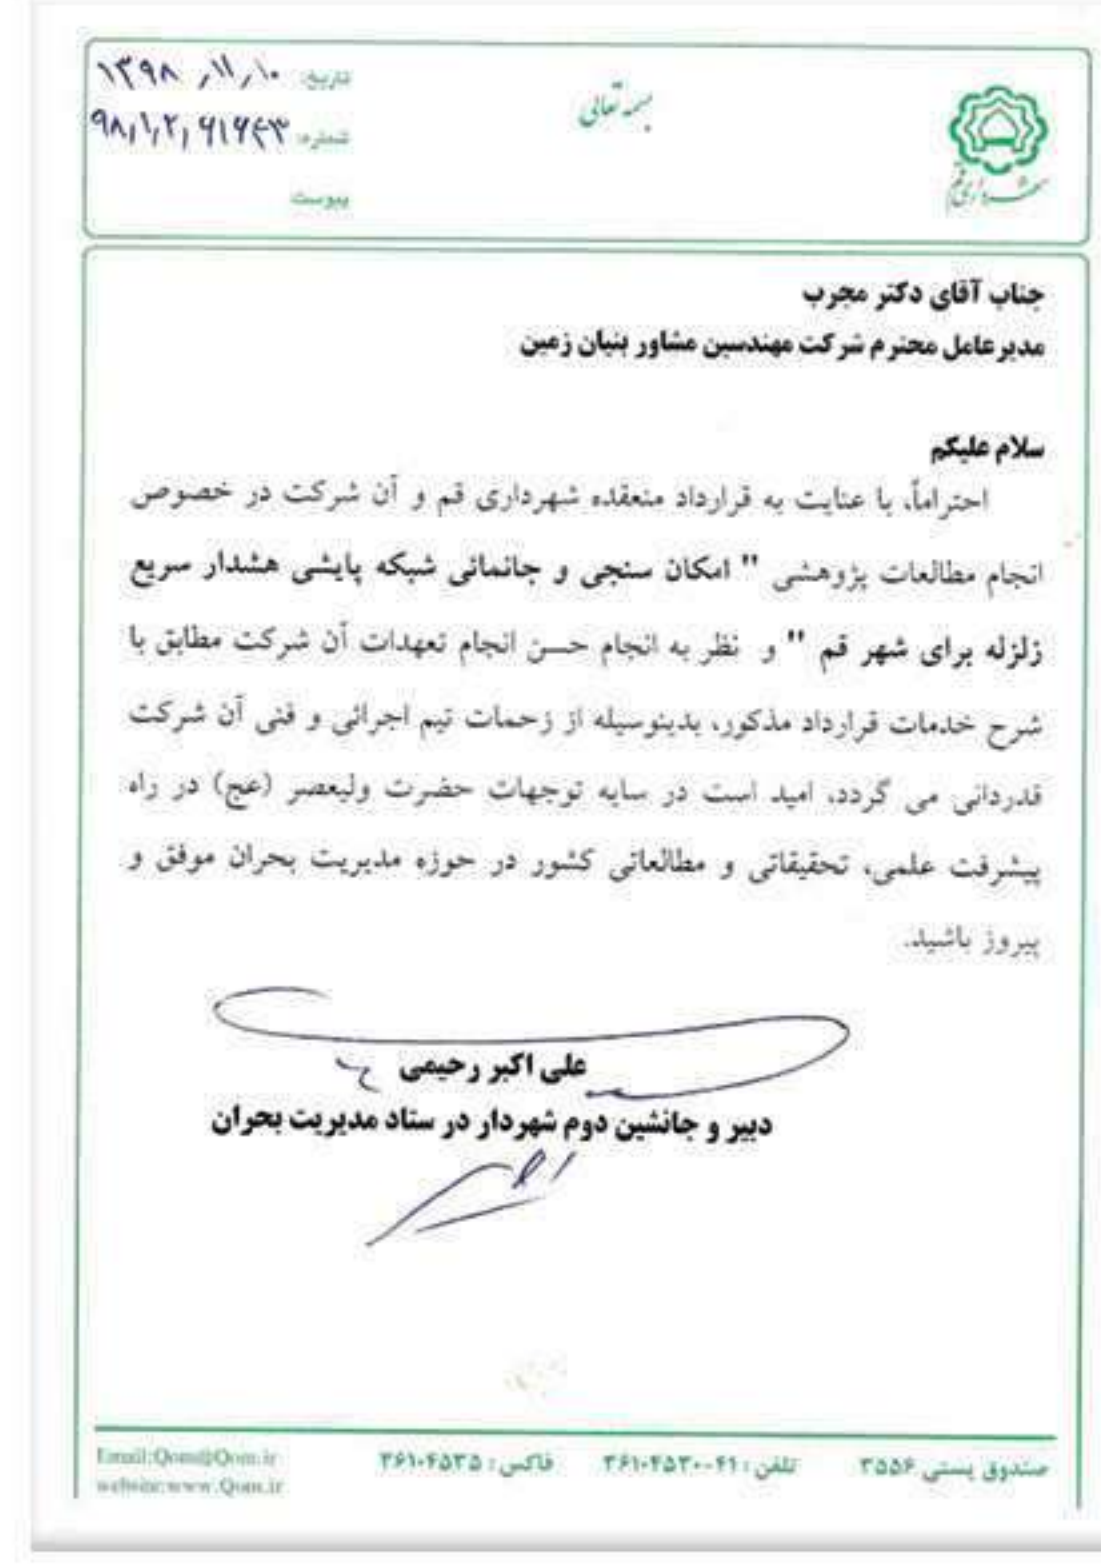 بسمه تعالی
شهرداری قم
تاریخ: ۱۳۹۸/۱۱/۱۰
شماره: ۹۸/۱/۲/۶۱۶۴۳
پیوست
جناب آقای دکتر مجرب
مدیرعامل محترم شرکت مهندسین مشاور بنیان زمین
سلام علیکم
احتراماً، با عنایت به قرارداد منعقده شهرداری قم و آن شرکت در خصوص
انجام مطالعات پژوهشی " امکان سنجی و جانمائی شبکه پایشی هشدار سریع
زلزله برای شهر قم " و نظر به انجام حسن انجام تعهدات آن شرکت مطابق با
شرح خدمات قرارداد مذکور، بدینوسیله از زحمات تیم اجرائی و فنی آن شرکت
قدردانی می گردد، امید است در سایه توجهات حضرت ولیعصر (عج) در راه
پیشرفت علمی، تحقیقاتی و مطالعاتی کشور در حوزه مدیریت بحران موفق و
پیروز باشید.
علی اکبر رحیمی
دبیر و جانشین دوم شهردار در ستاد مدیریت بحران
صندوق پستی ۳۵۵۶ تلفن : ۴۱-۳۶۱۰۴۵۳۰ فاکس : ۳۶۱۰۴۵۳۵
Email:Qom@Qom.ir
website:www.Qom.ir